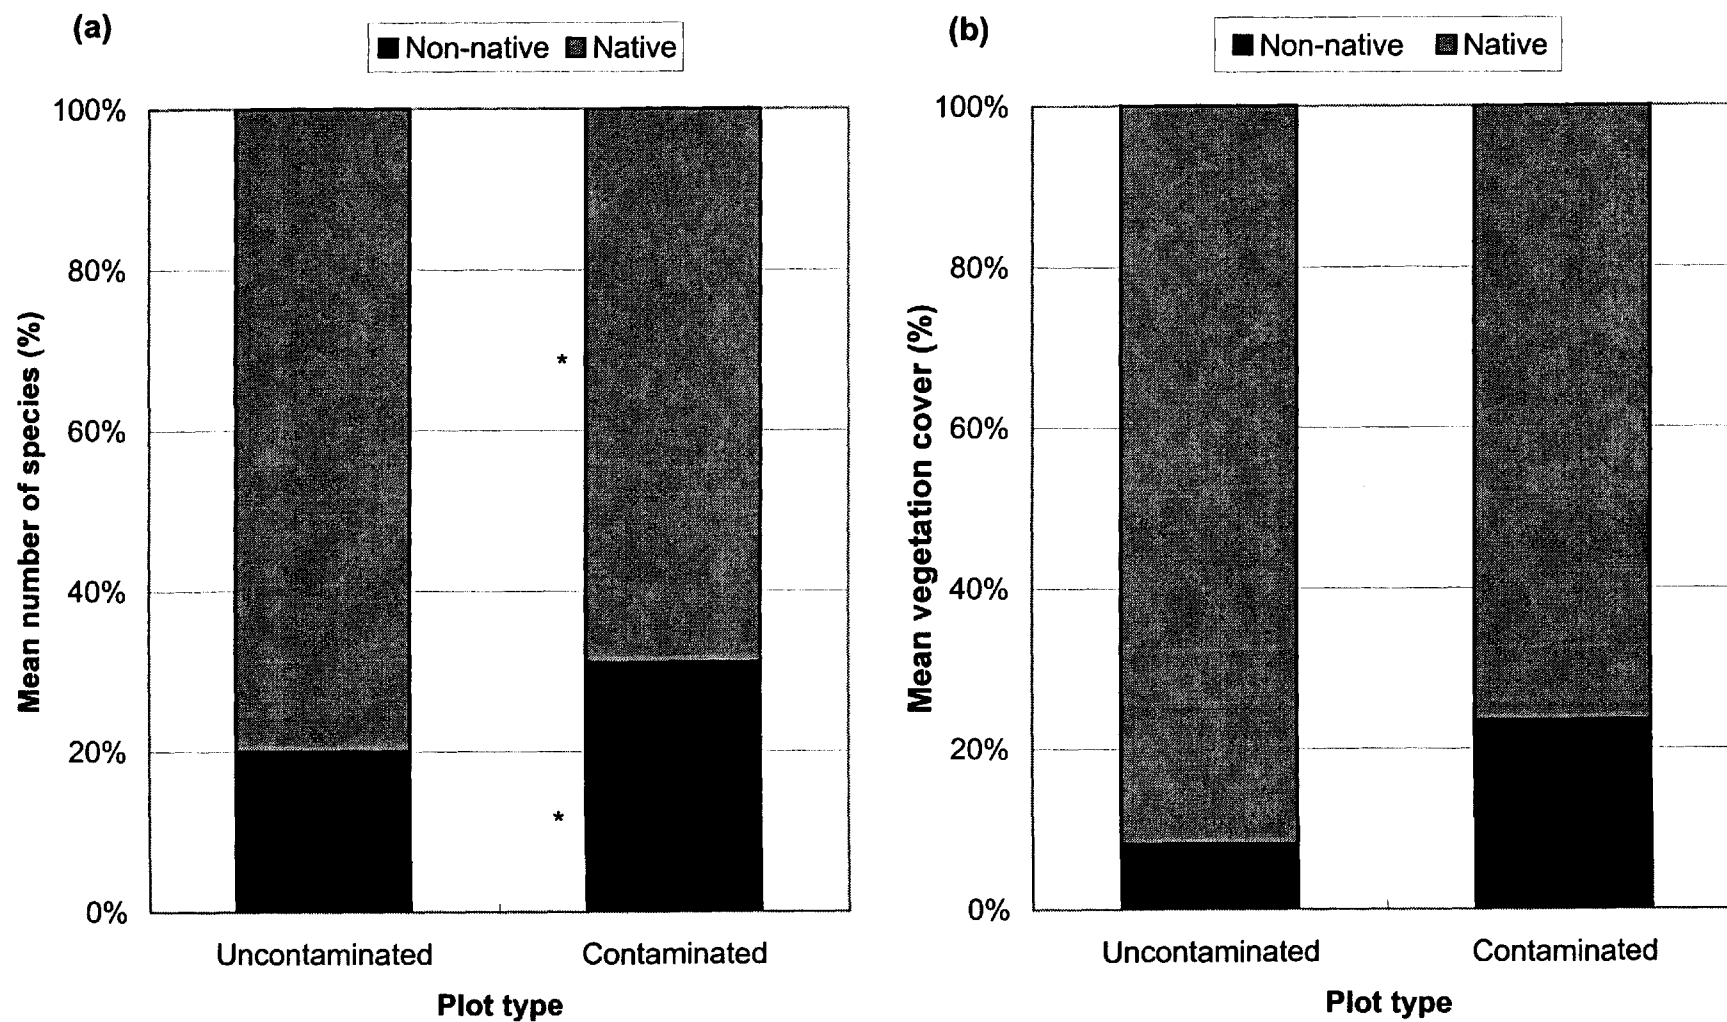 (a)
Non-native Native
100%
80%
60%
40%
20%
0%
Mean number of species (%)
*
*
Uncontaminated Contaminated
Plot type
(b)
Non-native Native
100%
80%
60%
40%
20%
0%
Mean vegetation cover (%)
Uncontaminated Contaminated
Plot type